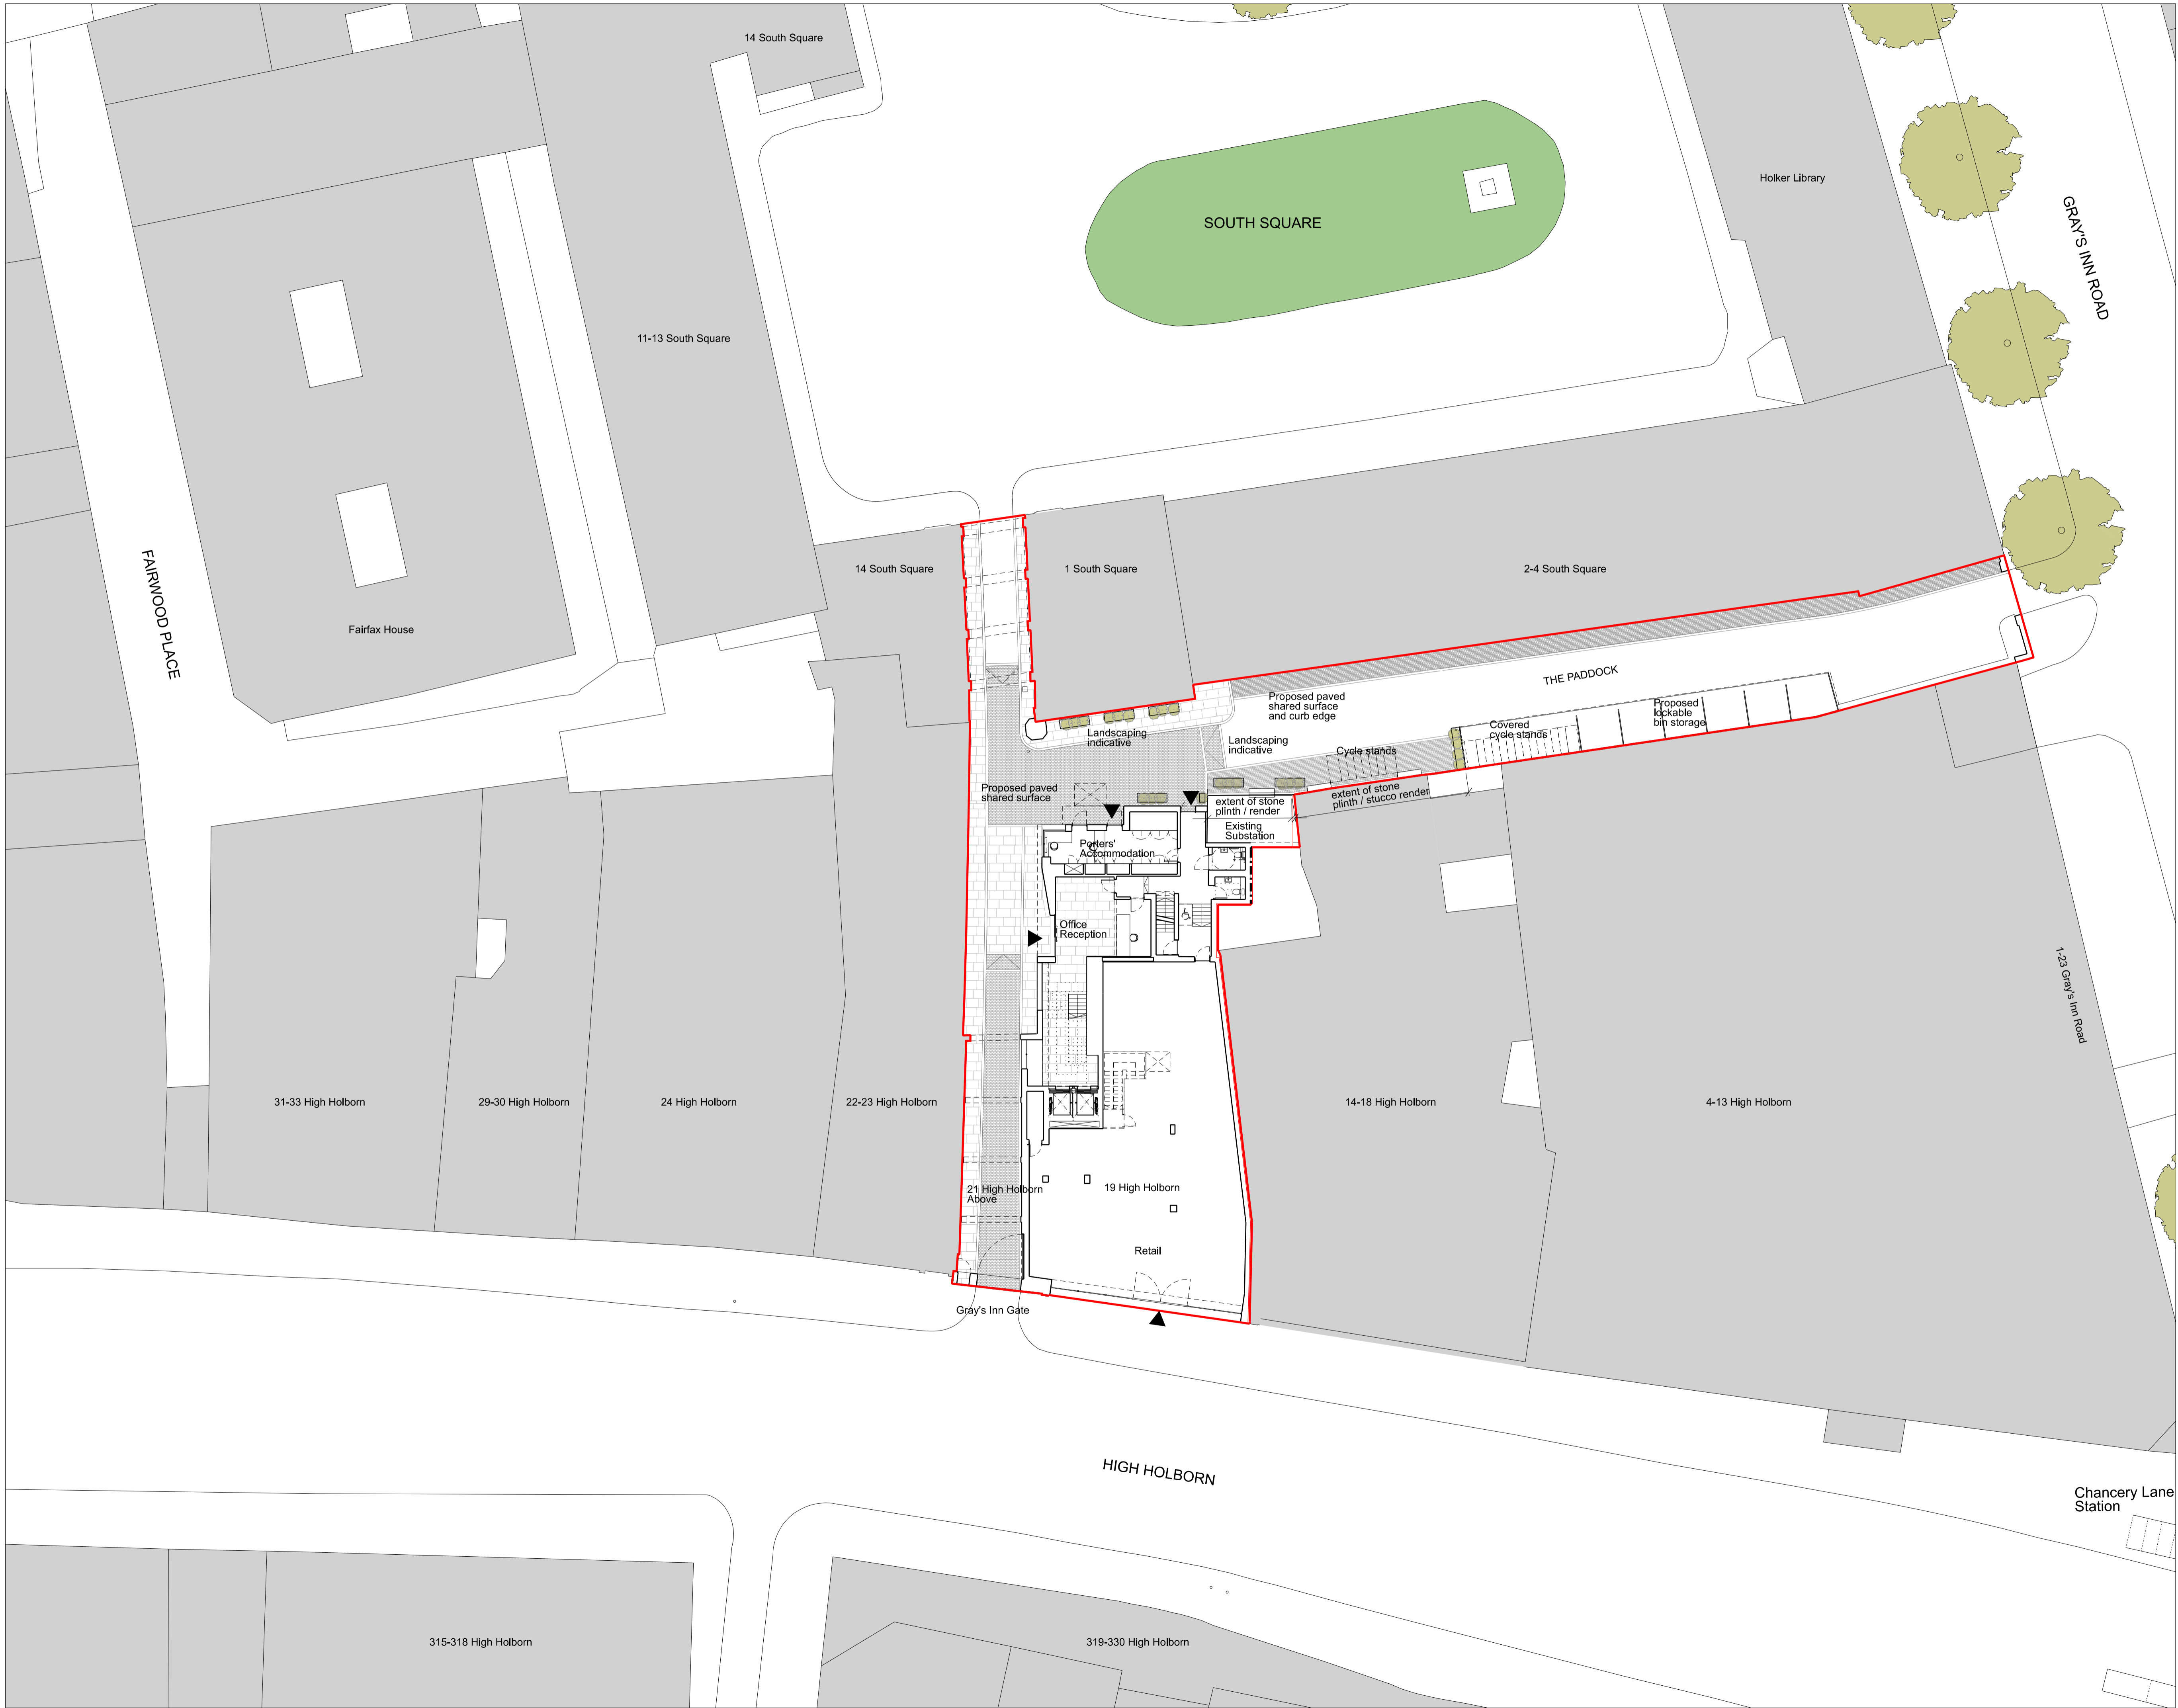 14 South Square
Holker Library
SOUTH SQUARE
GRAY'S INN ROAD
11-13 South Square
14 South Square
1 South Square
2-4 South Square
FAIRWOOD PLACE
Fairfax House
THE PADDOCK
Proposed paved
shared surface
and curb edge
Proposed
lockable
bin storage
Covered
cycle stands
Landscaping
indicative
Landscaping
indicative
Cycle stands
Proposed paved
shared surface
extent of stone
plinth / render
extent of stone
plinth / stucco render
Existing
Substation
Porters'
Accommodation
Office
Reception
1-23 Gray's Inn Road
31-33 High Holborn
29-30 High Holborn
24 High Holborn
22-23 High Holborn
14-18 High Holborn
4-13 High Holborn
21 High Holborn
Above
19 High Holborn
Retail
Gray's Inn Gate
HIGH HOLBORN
Chancery Lane
Station
315-318 High Holborn
319-330 High Holborn